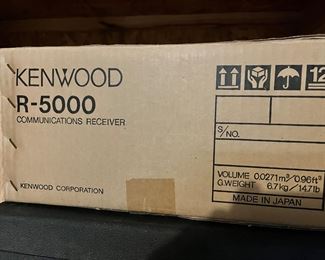 KENWOOD
R-5000
COMMUNICATIONS RECEIVER
KENWOOD CORPORATION
12
S/NO.
VOLUME 0.0271m³/0.96ft³
G.WEIGHT 6.7kg/14.7lb
MADE IN JAPAN